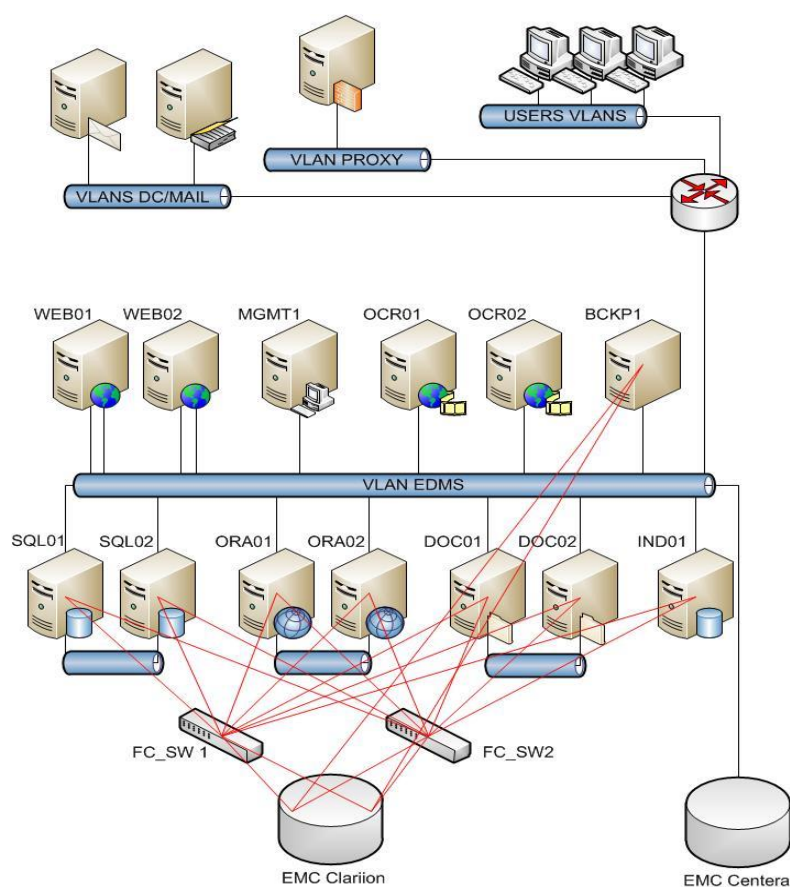 USERS VLANS
VLAN PROXY
VLANS DC/MAIL
WEB01
WEB02
MGMT1
OCR01
OCR02
BCKP1
VLAN EDMS
SQL01
SQL02
ORA01
ORA02
DOC01
DOC02
IND01
FC_SW 1
FC_SW2
EMC Clariion
EMC Centera